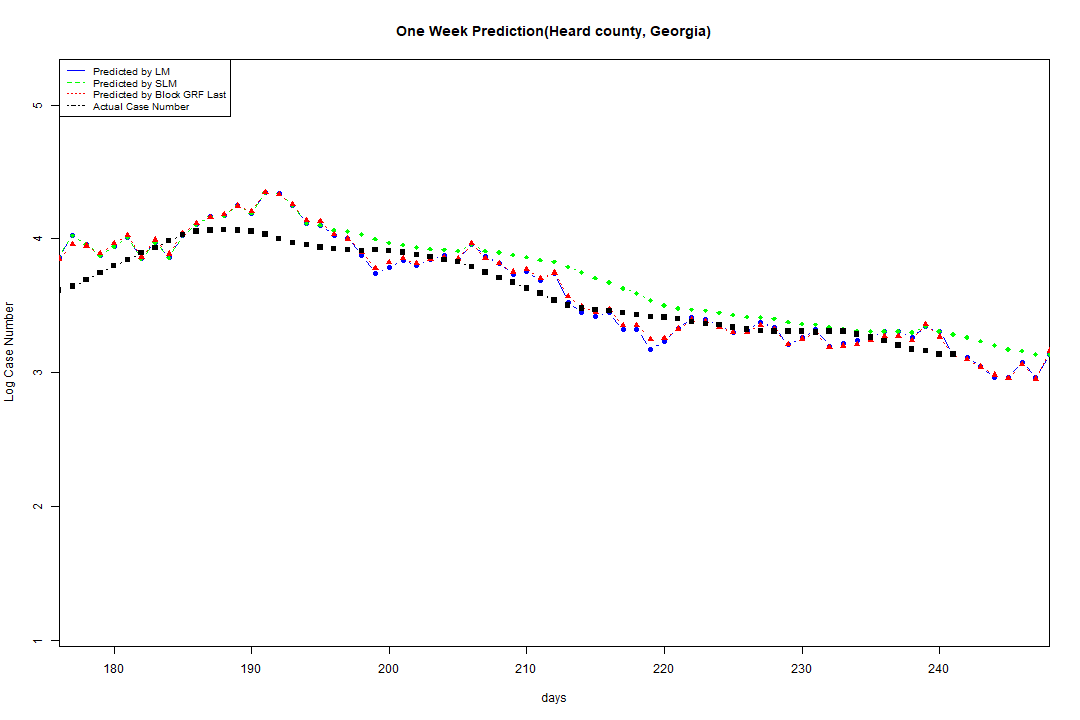 One Week Prediction(Heard county, Georgia)
Predicted by LM
Predicted by SLM
Predicted by Block GRF Last
Actual Case Number
5
4
3
2
1
Log Case Number
180 190 200 210 220 230 240
days